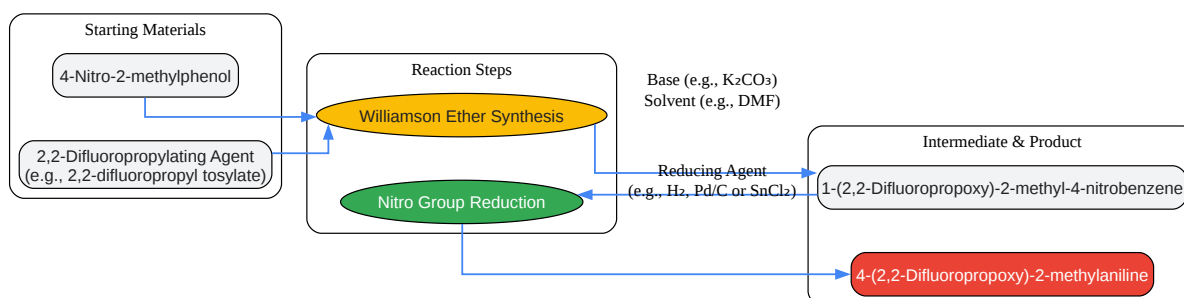 Starting Materials
4-Nitro-2-methylphenol
2,2-Difluoropropylating Agent
(e.g., 2,2-difluoropropyl tosylate)
Reaction Steps
Williamson Ether Synthesis
Nitro Group Reduction
Base (e.g., K₂CO₃)
Solvent (e.g., DMF)
Reducing Agent
(e.g., H₂, Pd/C or SnCl₂)
Intermediate & Product
1-(2,2-Difluoropropoxy)-2-methyl-4-nitrobenzene
4-(2,2-Difluoropropoxy)-2-methylaniline